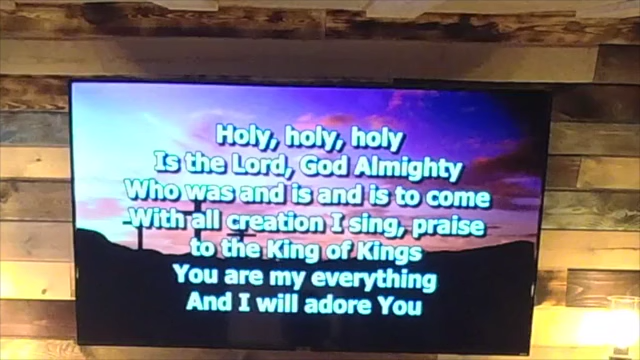 Holy, holy, holy
Is the Lord, God Almighty
Who was and is and is to come
With all creation I sing, praise
to the King of Kings
You are my everything
And I will adore You